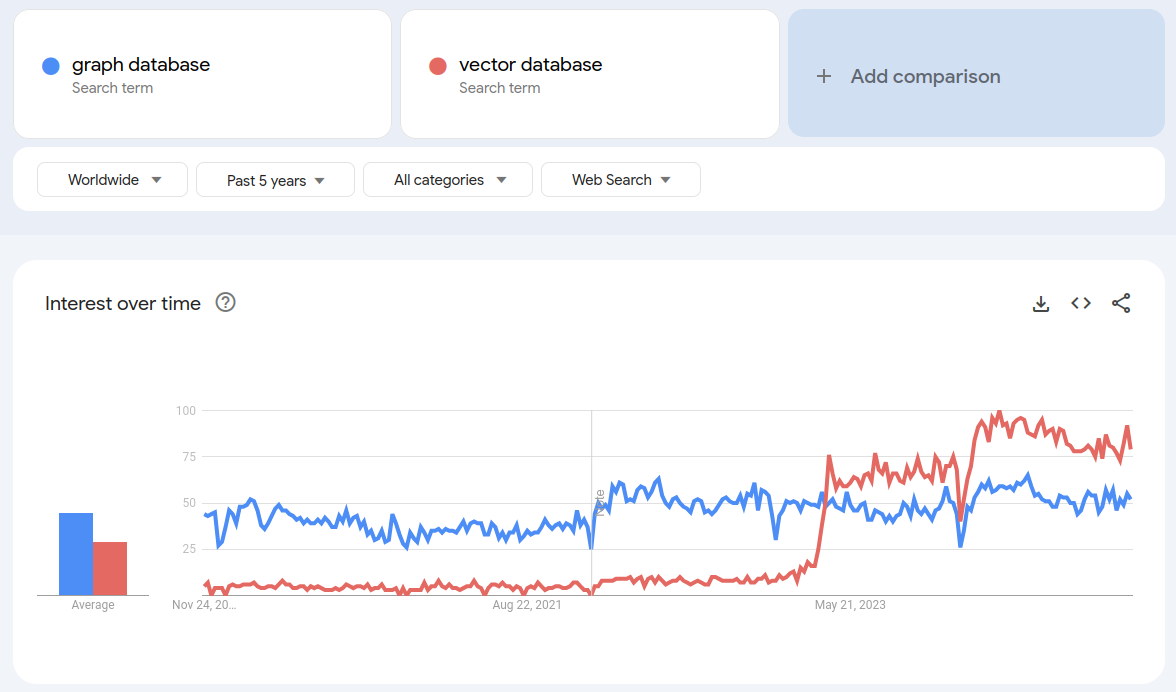 graph database
Search term
vector database
Search term
+ Add comparison
Worldwide
Past 5 years
All categories
Web Search
Interest over time
100
75
50
25
Note
Average
Nov 24, 20...
Aug 22, 2021
May 21, 2023